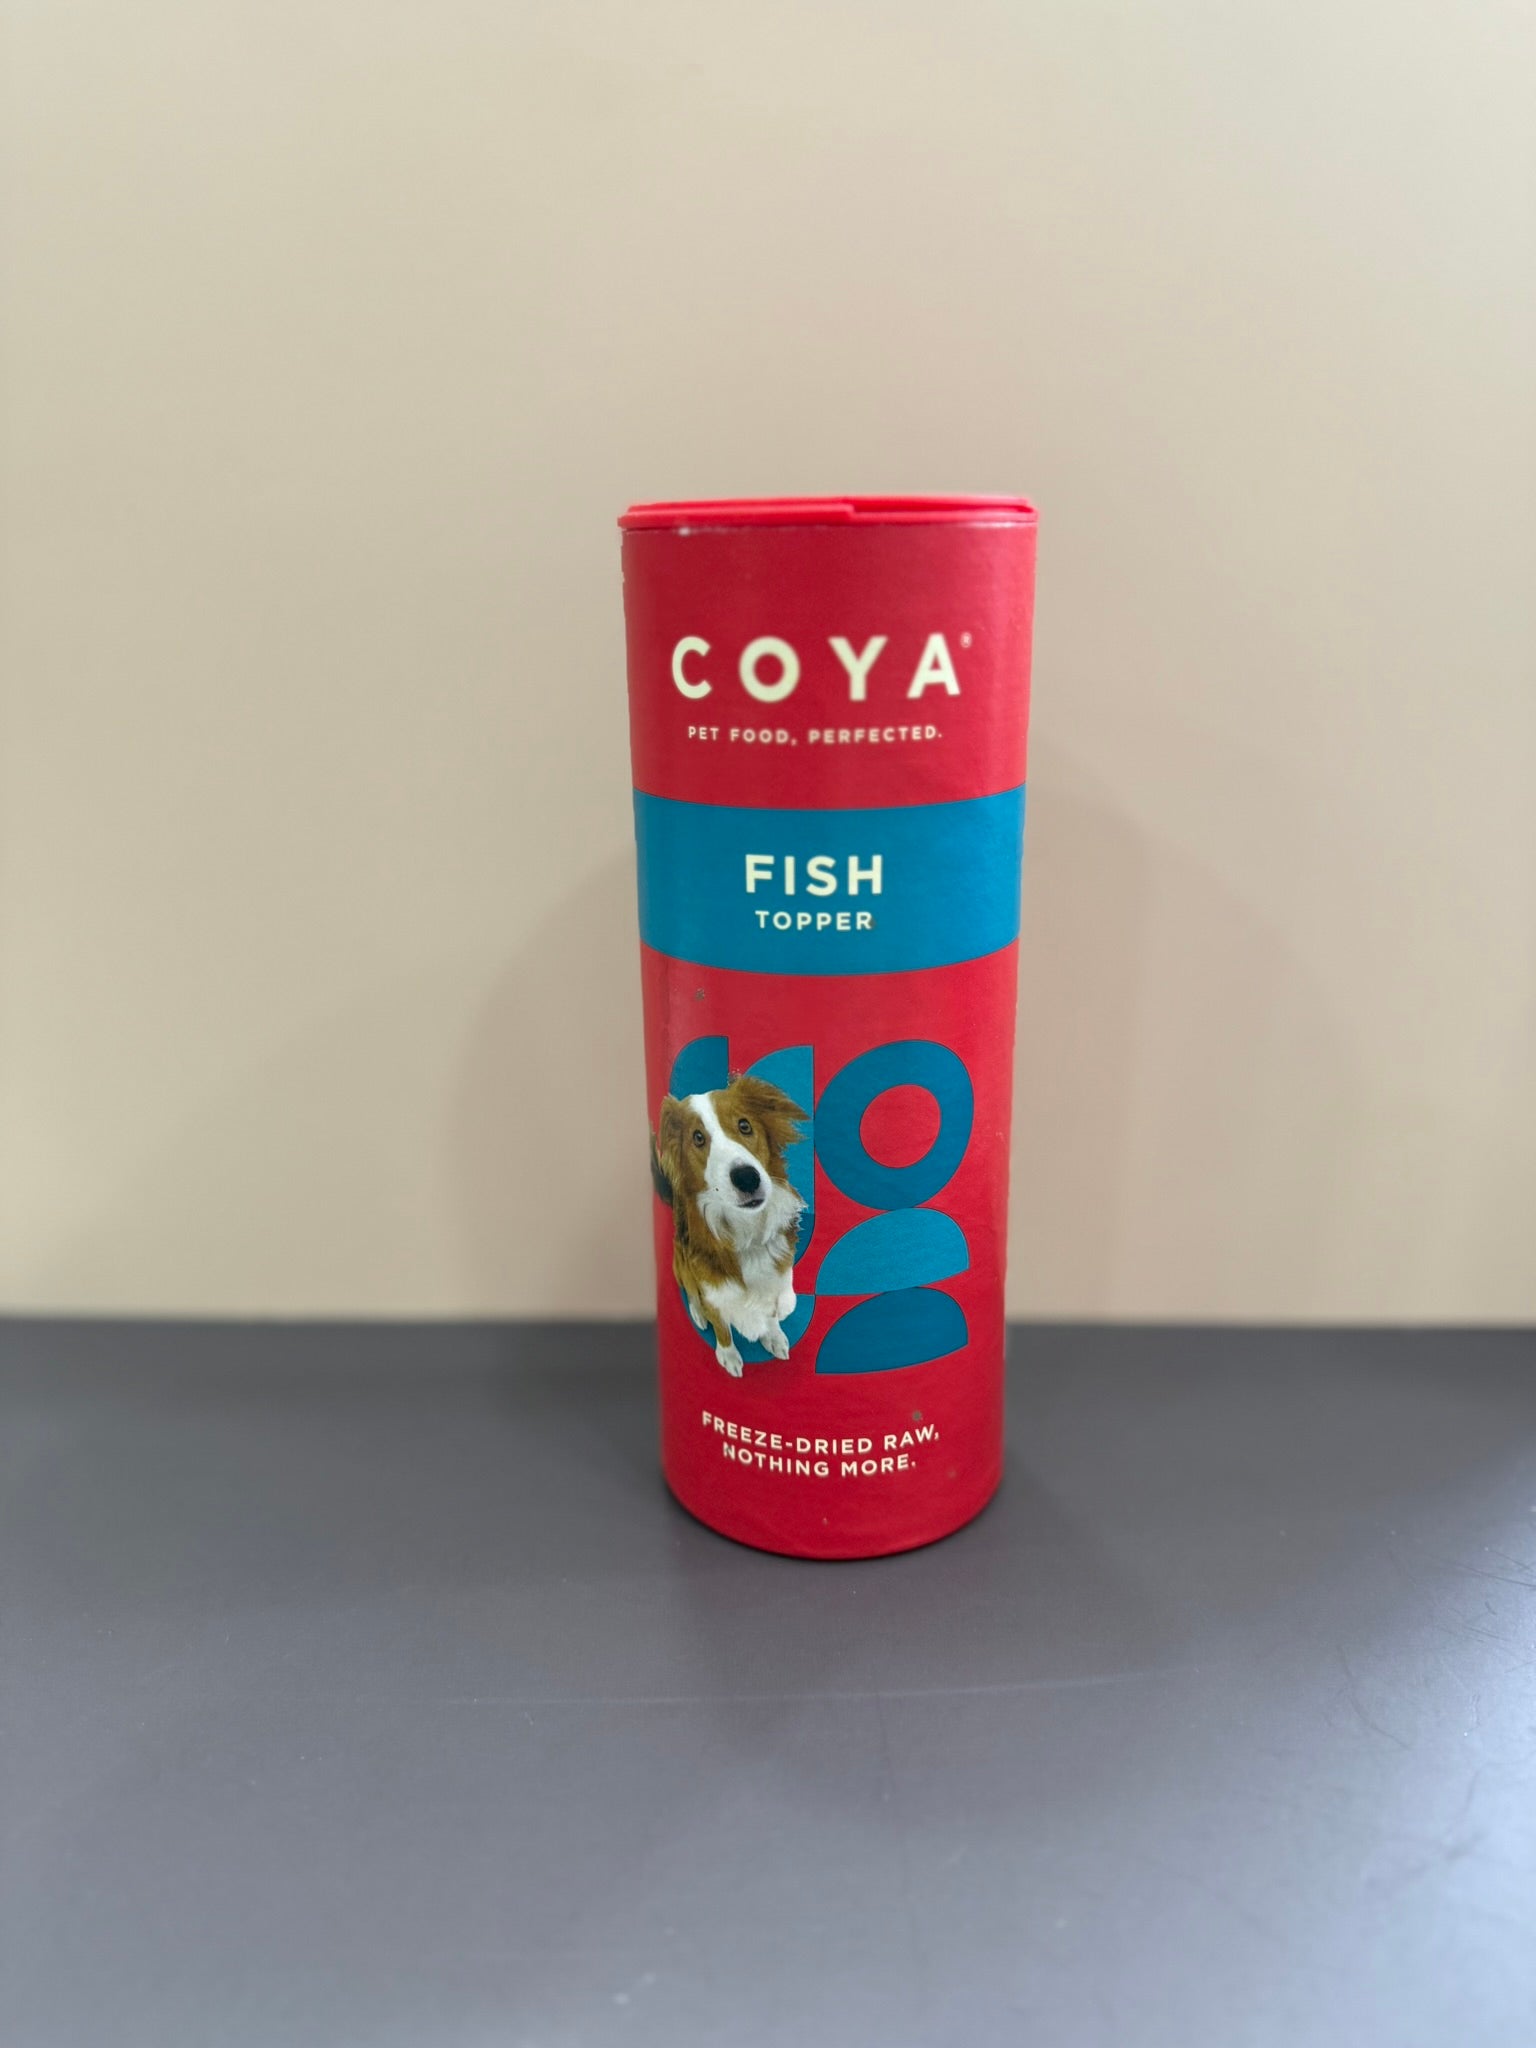 COYA®
PET FOOD, PERFECTED.
FISH
TOPPER
FREEZE-DRIED RAW,
NOTHING MORE.